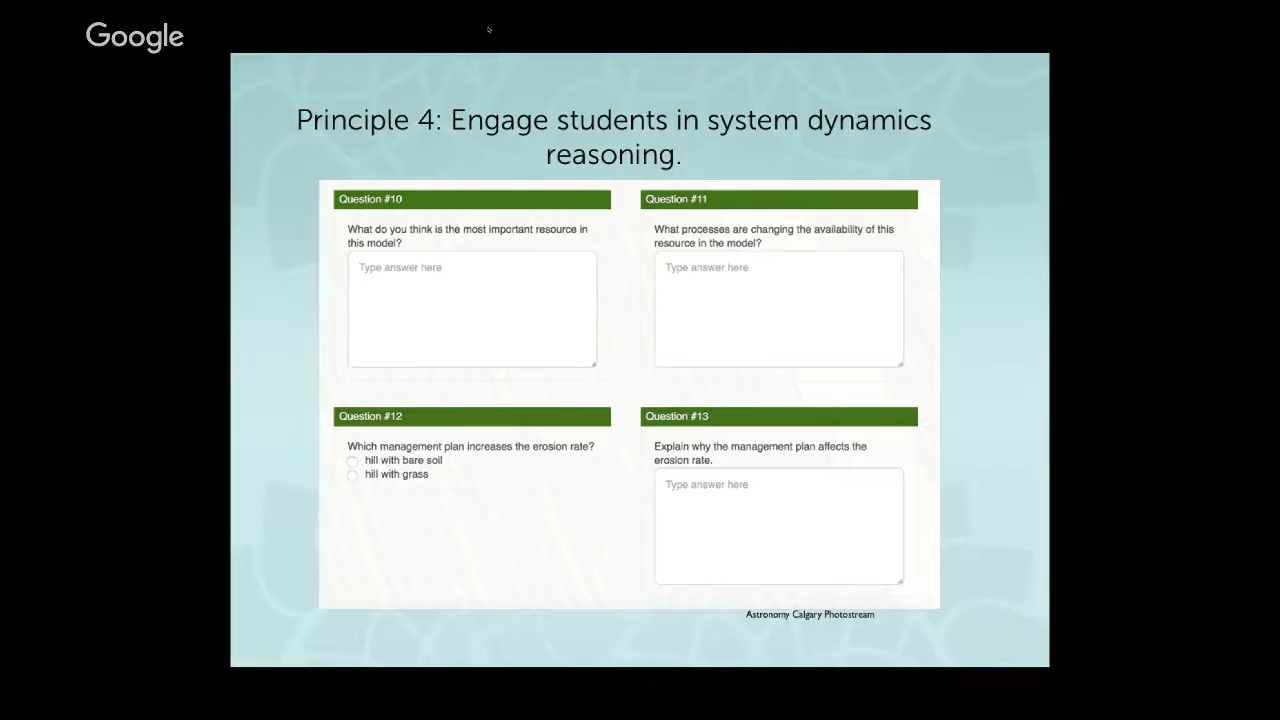 Google
Principle 4: Engage students in system dynamics
reasoning.
Question #10
What do you think is the most important resource in
this model?
Type answer here
Question #11
What processes are changing the availability of this
resource in the model?
Type answer here
Question #12
Which management plan increases the erosion rate?
hill with bare soil
hill with grass
Question #13
Explain why the management plan affects the
erosion rate.
Type answer here
Astronomy Calgary Photostream